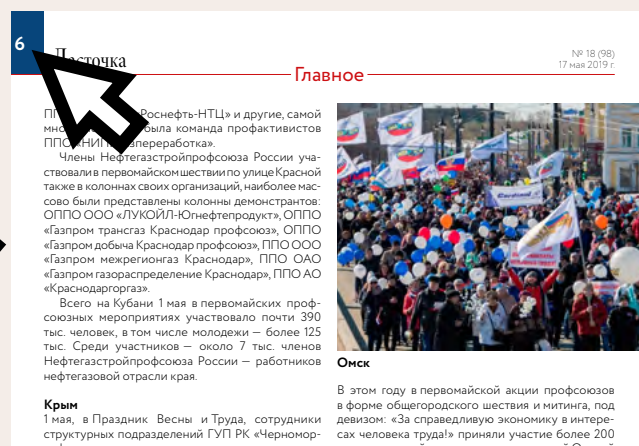 6
Ласточка
№ 18 (98)
17 мая 2019 г.
Главное
Роснефть-НТЦ» и другие, самой
была команда профактивистов
ППО
Члены Нефтегазстройпрофсоюза России уча-
ствовали в первомайском шествии по улице Красной
также в колоннах своих организаций, наиболее мас-
сово были представлены колонны демонстрантов:
ОППО ООО «ЛУКОЙЛ-Югнефтепродукт», ОППО
«Газпром трансгаз Краснодар профсоюз», ОППО
«Газпром добыча Краснодар профсоюз», ППО ООО
«Газпром межрегионгаз Краснодар», ППО ОАО
«Газпром газораспределение Краснодар», ППО АО
«Краснодаргоргаз».
Всего на Кубани 1 мая в первомайских проф-
союзных мероприятиях участвовало почти 390
тыс. человек, в том числе молодежи — более 125
тыс. Среди участников — около 7 тыс. членов
Нефтегазстройпрофсоюза России — работников
нефтегазовой отрасли края.
Крым
1 мая, в Праздник Весны и Труда, сотрудники
структурных подразделений ГУП РК «Черномор-
Омск
В этом году в первомайской акции профсоюзов
в форме общегородского шествия и митинга, под
девизом: «За справедливую экономику в интере-
сах человека труда!» приняли участие более 200